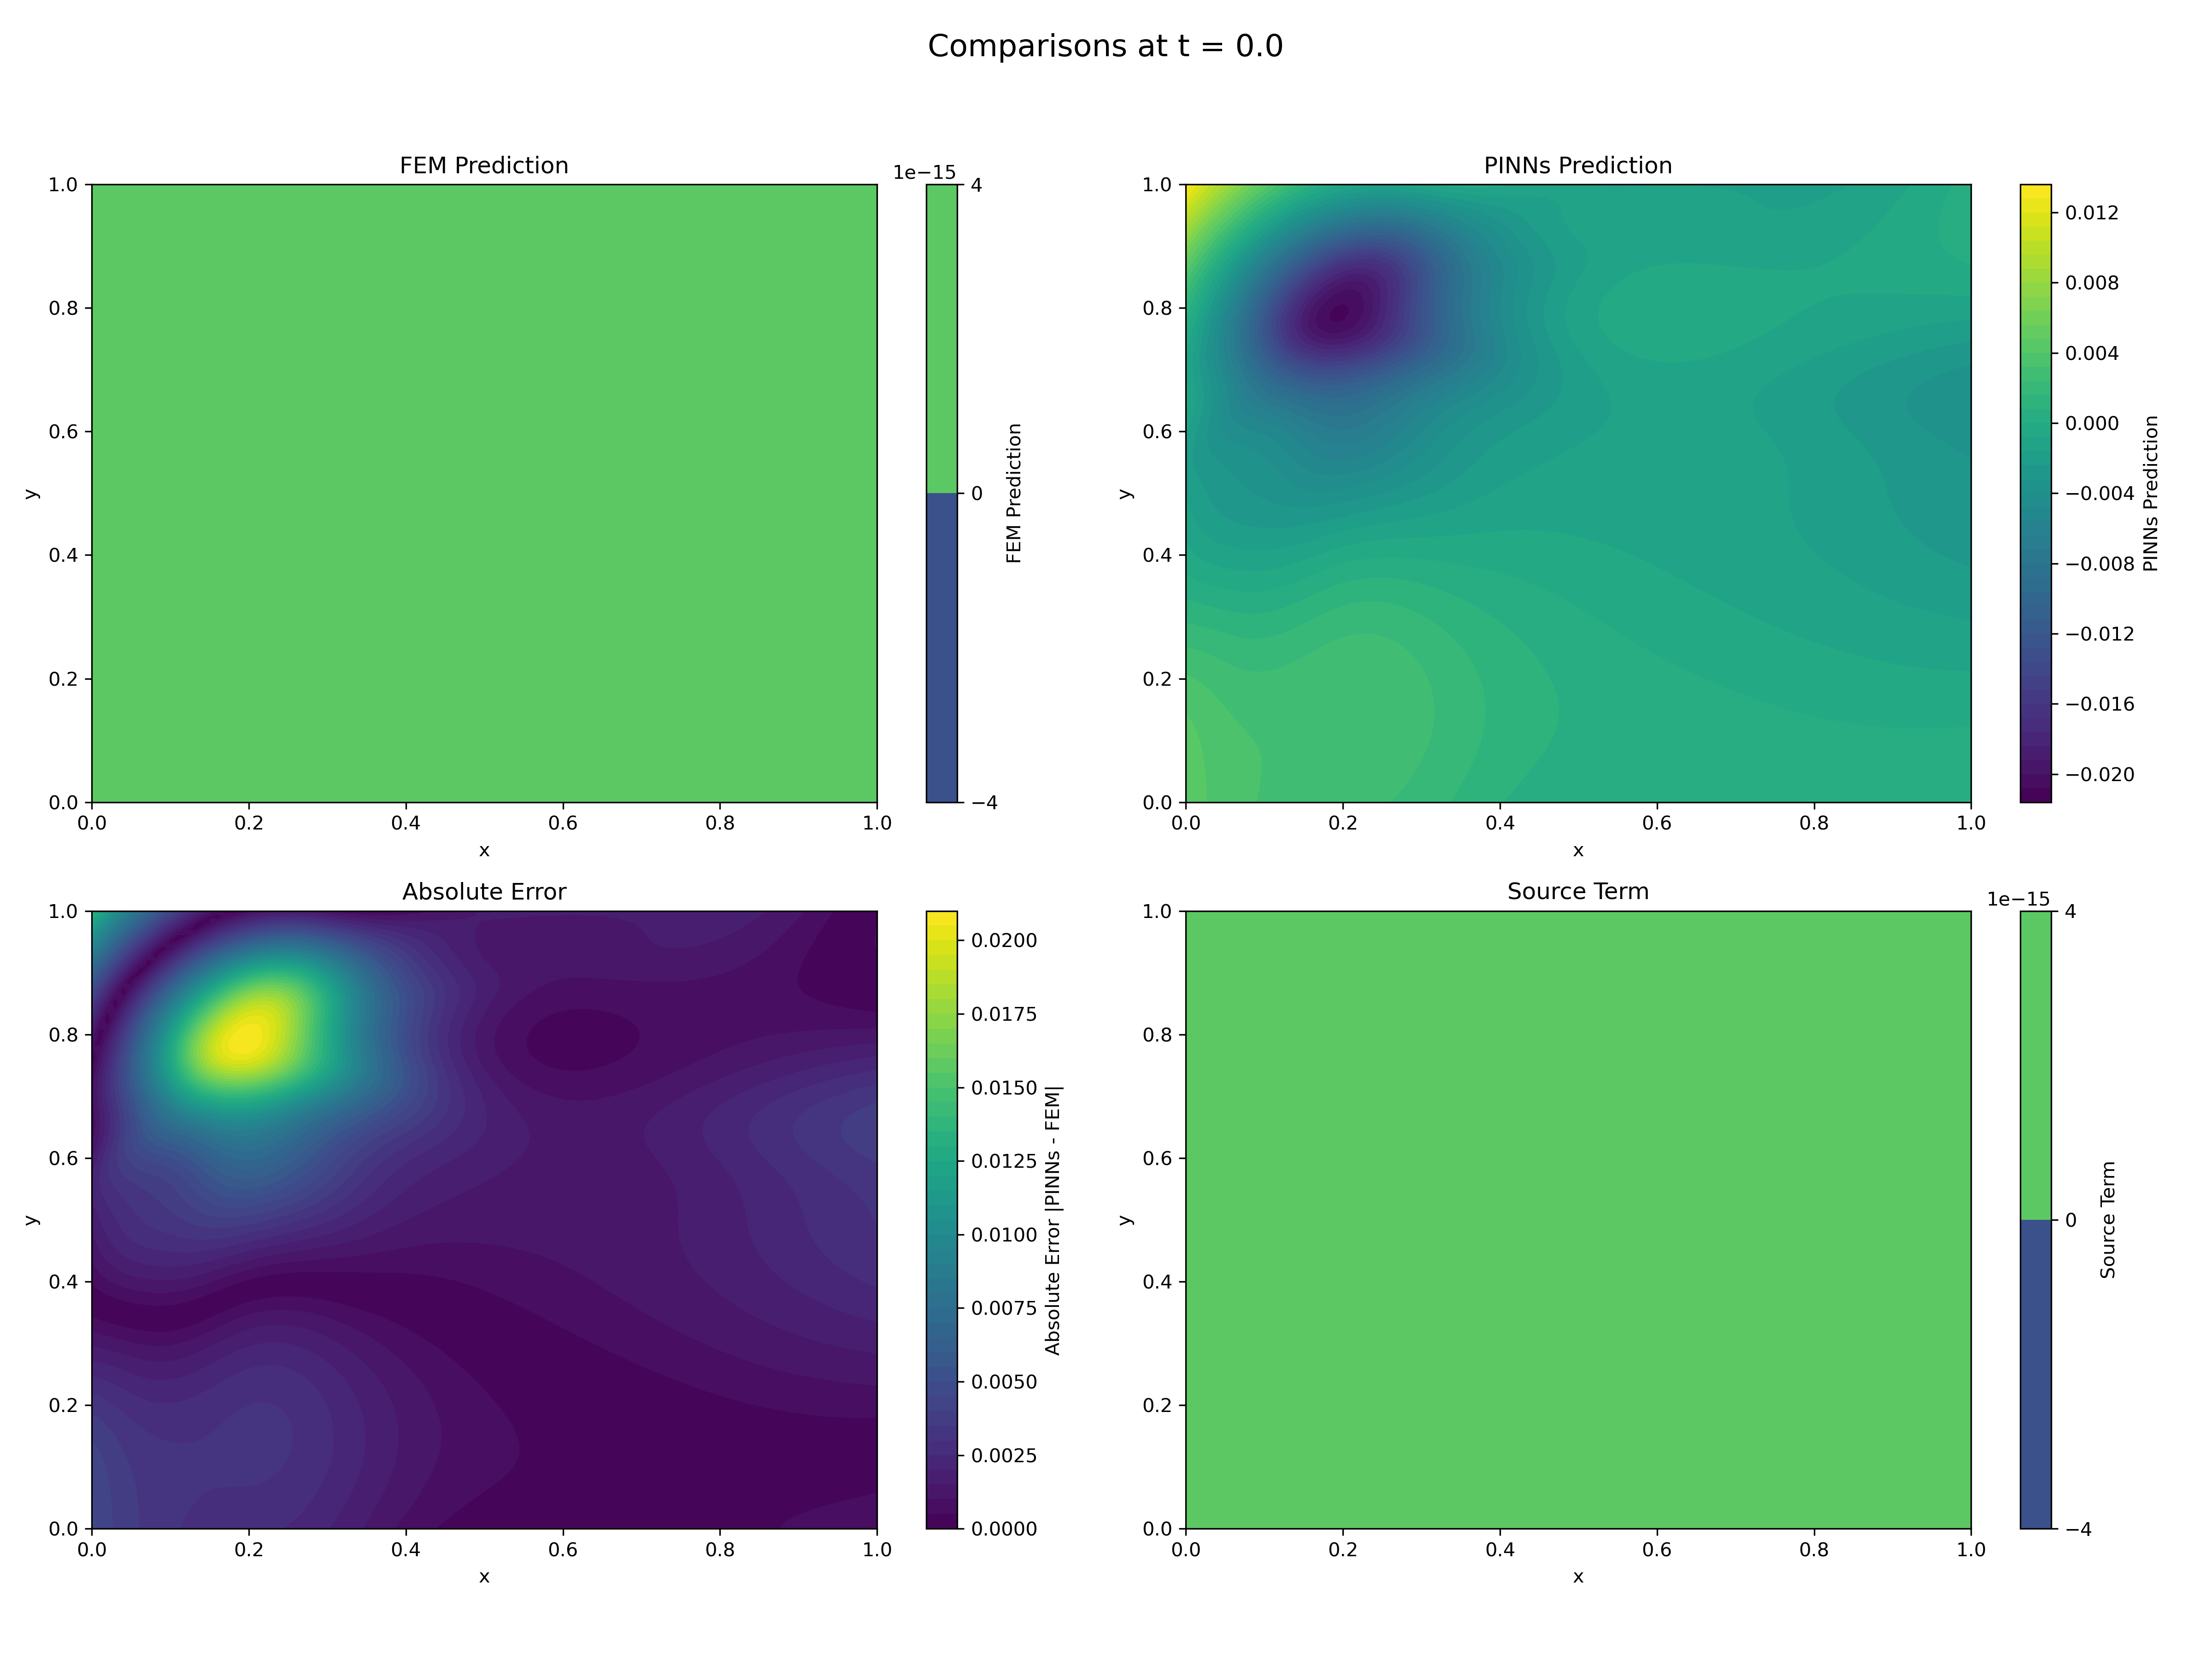 Comparisons at t = 0.0
FEM Prediction
1.0
0.8
0.6
0.4
0.2
0.0
0.0 0.2 0.4 0.6 0.8 1.0
x
y
1e−15
4
0
−4
FEM Prediction
PINNs Prediction
1.0
0.8
0.6
0.4
0.2
0.0
0.0 0.2 0.4 0.6 0.8 1.0
x
y
0.012
0.008
0.004
0.000
−0.004
−0.008
−0.012
−0.016
−0.020
PINNs Prediction
Absolute Error
1.0
0.8
0.6
0.4
0.2
0.0
0.0 0.2 0.4 0.6 0.8 1.0
x
y
0.0200
0.0175
0.0150
0.0125
0.0100
0.0075
0.0050
0.0025
0.0000
Absolute Error |PINNs - FEM|
Source Term
1.0
0.8
0.6
0.4
0.2
0.0
0.0 0.2 0.4 0.6 0.8 1.0
x
y
1e−15
4
0
−4
Source Term